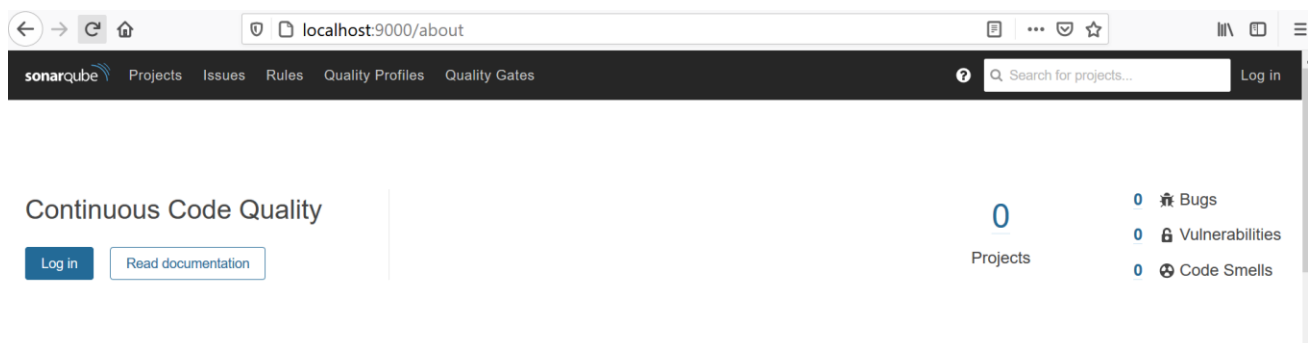 localhost:9000/about
sonarqube Projects Issues Rules Quality Profiles Quality Gates Search for projects... Log in
Continuous Code Quality
Log in Read documentation
0
Projects
0 Bugs
0 Vulnerabilities
0 Code Smells